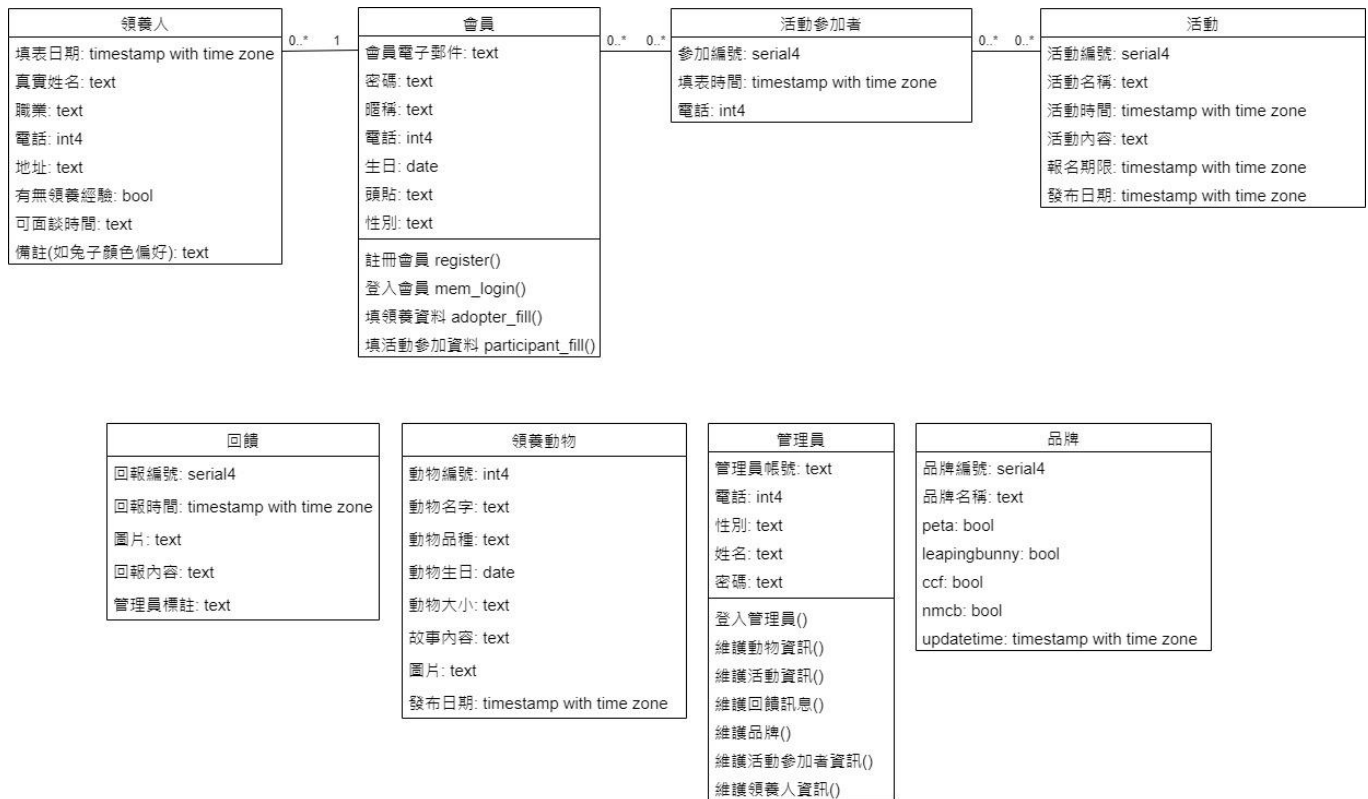 領養人
填表日期: timestamp with time zone
真實姓名: text
職業: text
電話: int4
地址: text
有無領養經驗: bool
可面談時間: text
備註(如兔子顏色偏好): text
0..* 1
會員
會員電子郵件: text
密碼: text
暱稱: text
電話: int4
生日: date
頭貼: text
性別: text
註冊會員 register()
登入會員 mem_login()
填領養資料 adopter_fill()
填活動參加資料 participant_fill()
0..* 0..*
活動參加者
參加編號: serial4
填表時間: timestamp with time zone
電話: int4
0..* 0..*
活動
活動編號: serial4
活動名稱: text
活動時間: timestamp with time zone
活動內容: text
報名期限: timestamp with time zone
發布日期: timestamp with time zone
回饋
回報編號: serial4
回報時間: timestamp with time zone
圖片: text
回報內容: text
管理員標註: text
領養動物
動物編號: int4
動物名字: text
動物品種: text
動物生日: date
動物大小: text
故事內容: text
圖片: text
發布日期: timestamp with time zone
管理員
管理員帳號: text
電話: int4
性別: text
姓名: text
密碼: text
登入管理員()
維護動物資訊()
維護活動資訊()
維護回饋訊息()
維護品牌()
維護活動參加者資訊()
維護領養人資訊()
品牌
品牌編號: serial4
品牌名稱: text
peta: bool
leapingbunny: bool
ccf: bool
nmcb: bool
updatetime: timestamp with time zone